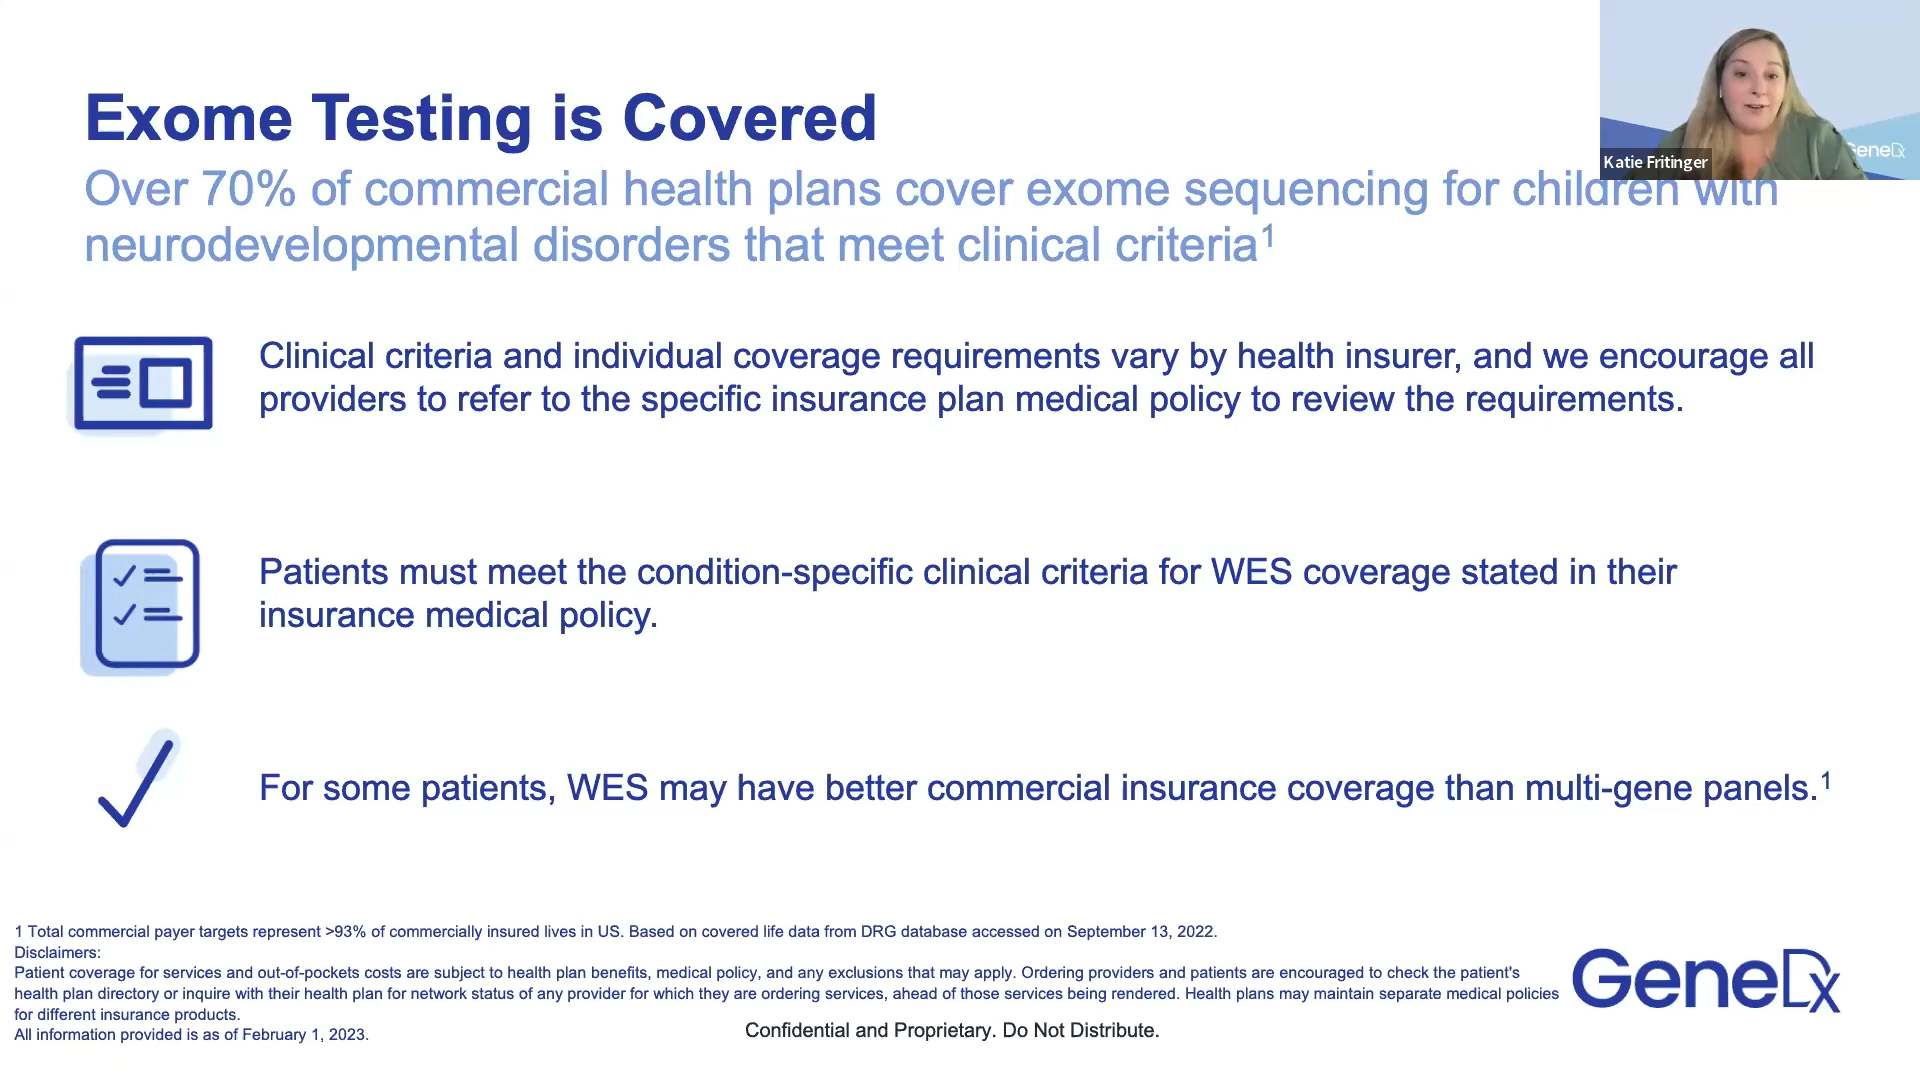 Exome Testing is Covered
Over 70% of commercial health plans cover exome sequencing for children with
neurodevelopmental disorders that meet clinical criteria1
GeneDx
Katie Fritinger
Clinical criteria and individual coverage requirements vary by health insurer, and we encourage all
providers to refer to the specific insurance plan medical policy to review the requirements.
Patients must meet the condition-specific clinical criteria for WES coverage stated in their
insurance medical policy.
For some patients, WES may have better commercial insurance coverage than multi-gene panels.1
1 Total commercial payer targets represent >93% of commercially insured lives in US. Based on covered life data from DRG database accessed on September 13, 2022.
Disclaimers:
Patient coverage for services and out-of-pockets costs are subject to health plan benefits, medical policy, and any exclusions that may apply. Ordering providers and patients are encouraged to check the patient's
health plan directory or inquire with their health plan for network status of any provider for which they are ordering services, ahead of those services being rendered. Health plans may maintain separate medical policies
for different insurance products.
All information provided is as of February 1, 2023.
Confidential and Proprietary. Do Not Distribute.
GeneDx